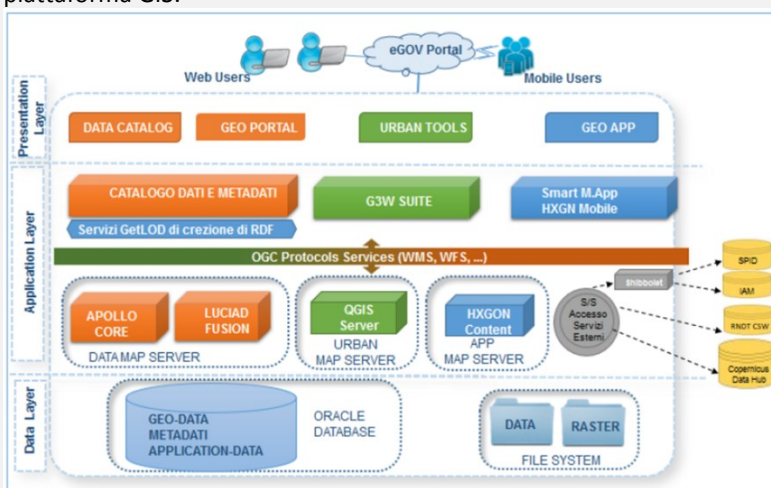 piattaforma GIS.
eGOV Portal
Web Users
Mobile Users
Presentation
Layer
DATA CATALOG
GEO PORTAL
URBAN TOOLS
GEO APP
Application Layer
CATALOGO DATI E METADATI
G3W SUITE
Smart M.App
HXGN Mobile
Servizi GetLOD di crezione di RDF
OGC Protocols Services (WMS, WFS, ...)
Shibbolet
SPID
IAM
RNDT CSW
Copernicus
Data Hub
S/S
Accesso
Servizi
Esterni
APOLLO
CORE
LUCIAD
FUSION
DATA MAP SERVER
QGIS
Server
URBAN
MAP SERVER
HXGON
Content
APP
MAP SERVER
Data Layer
GEO-DATA
METADATI
APPLICATION-DATA
ORACLE
DATABASE
DATA
RASTER
FILE SYSTEM